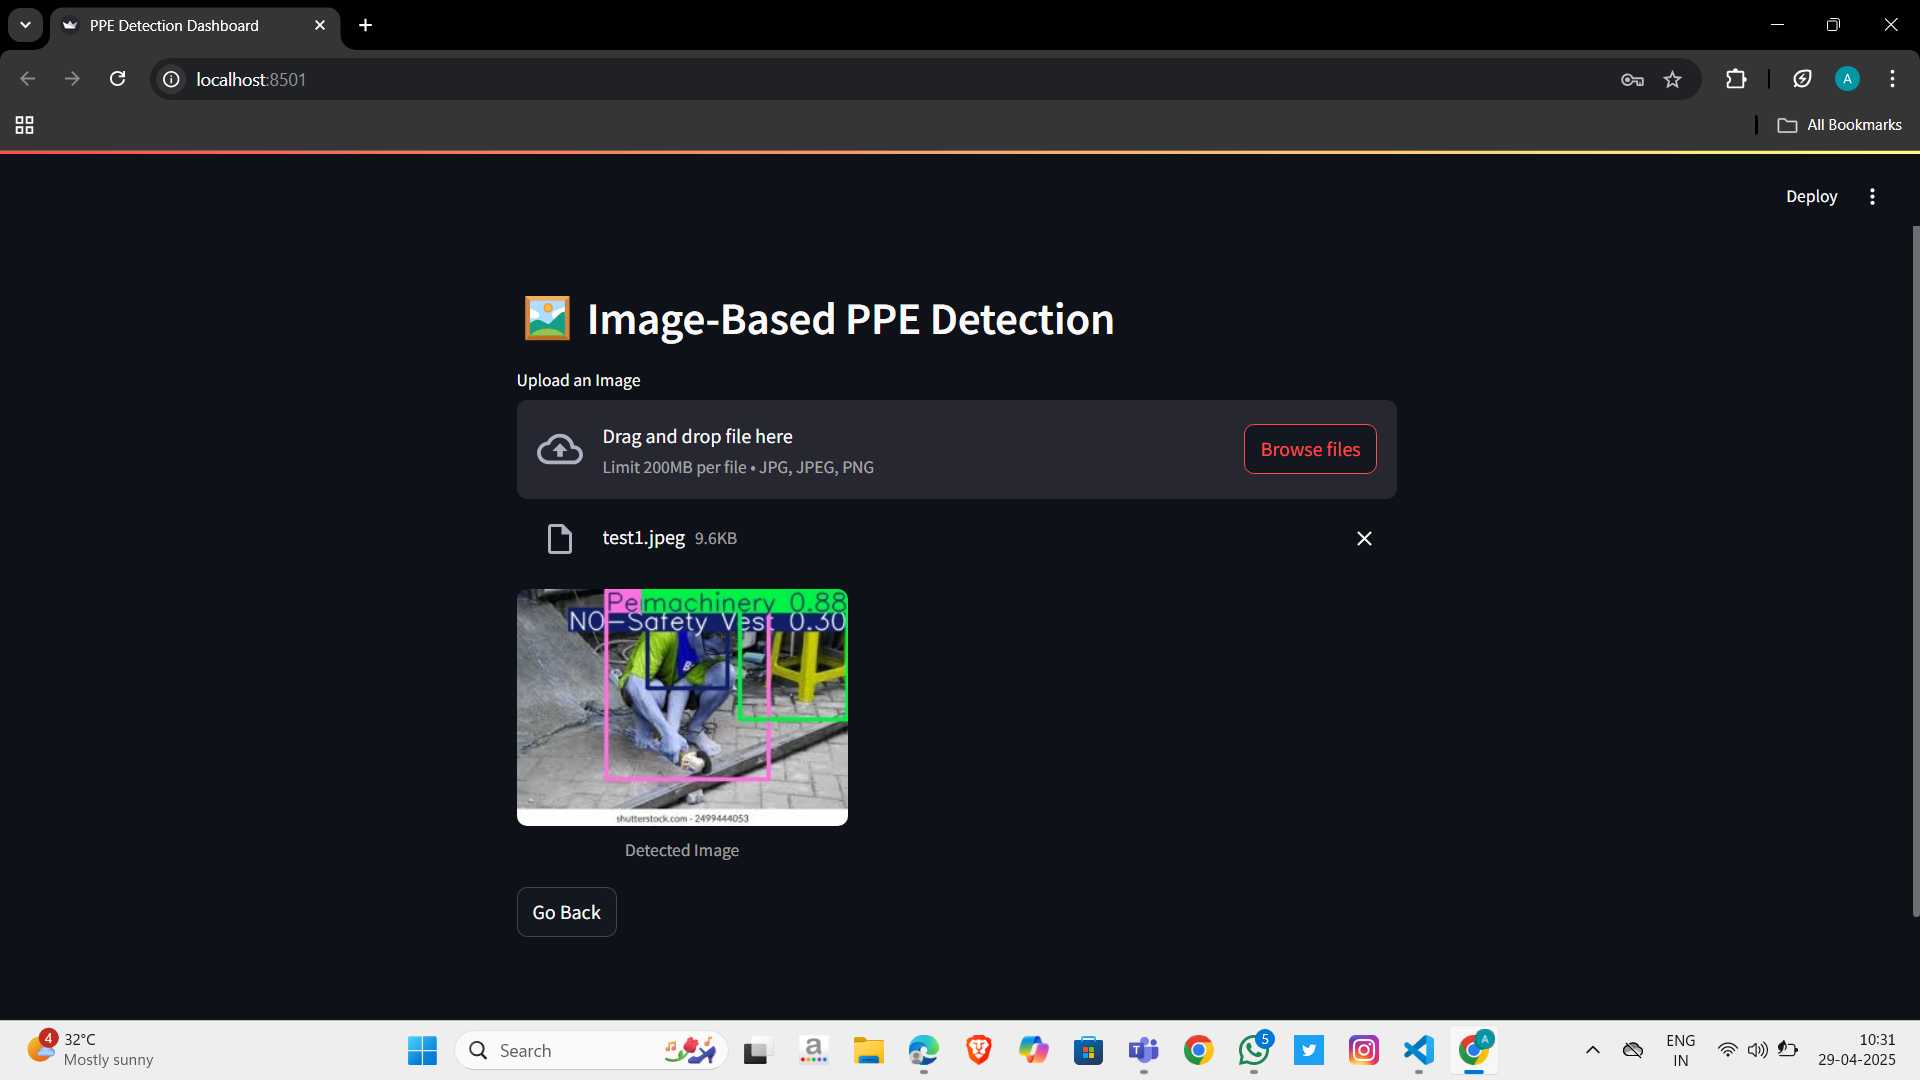 PPE Detection Dashboard
localhost:8501
A
All Bookmarks
Deploy
Image-Based PPE Detection
Upload an Image
Drag and drop file here
Limit 200MB per file • JPG, JPEG, PNG
Browse files
test1.jpeg 9.6KB
Pe machinery 0.88
NO-Safety Vest 0.30
shutterstock.com · 2499444053
Detected Image
Go Back
4
32°C
Mostly sunny
Search
a
5
A
ENG
IN
10:31
29-04-2025